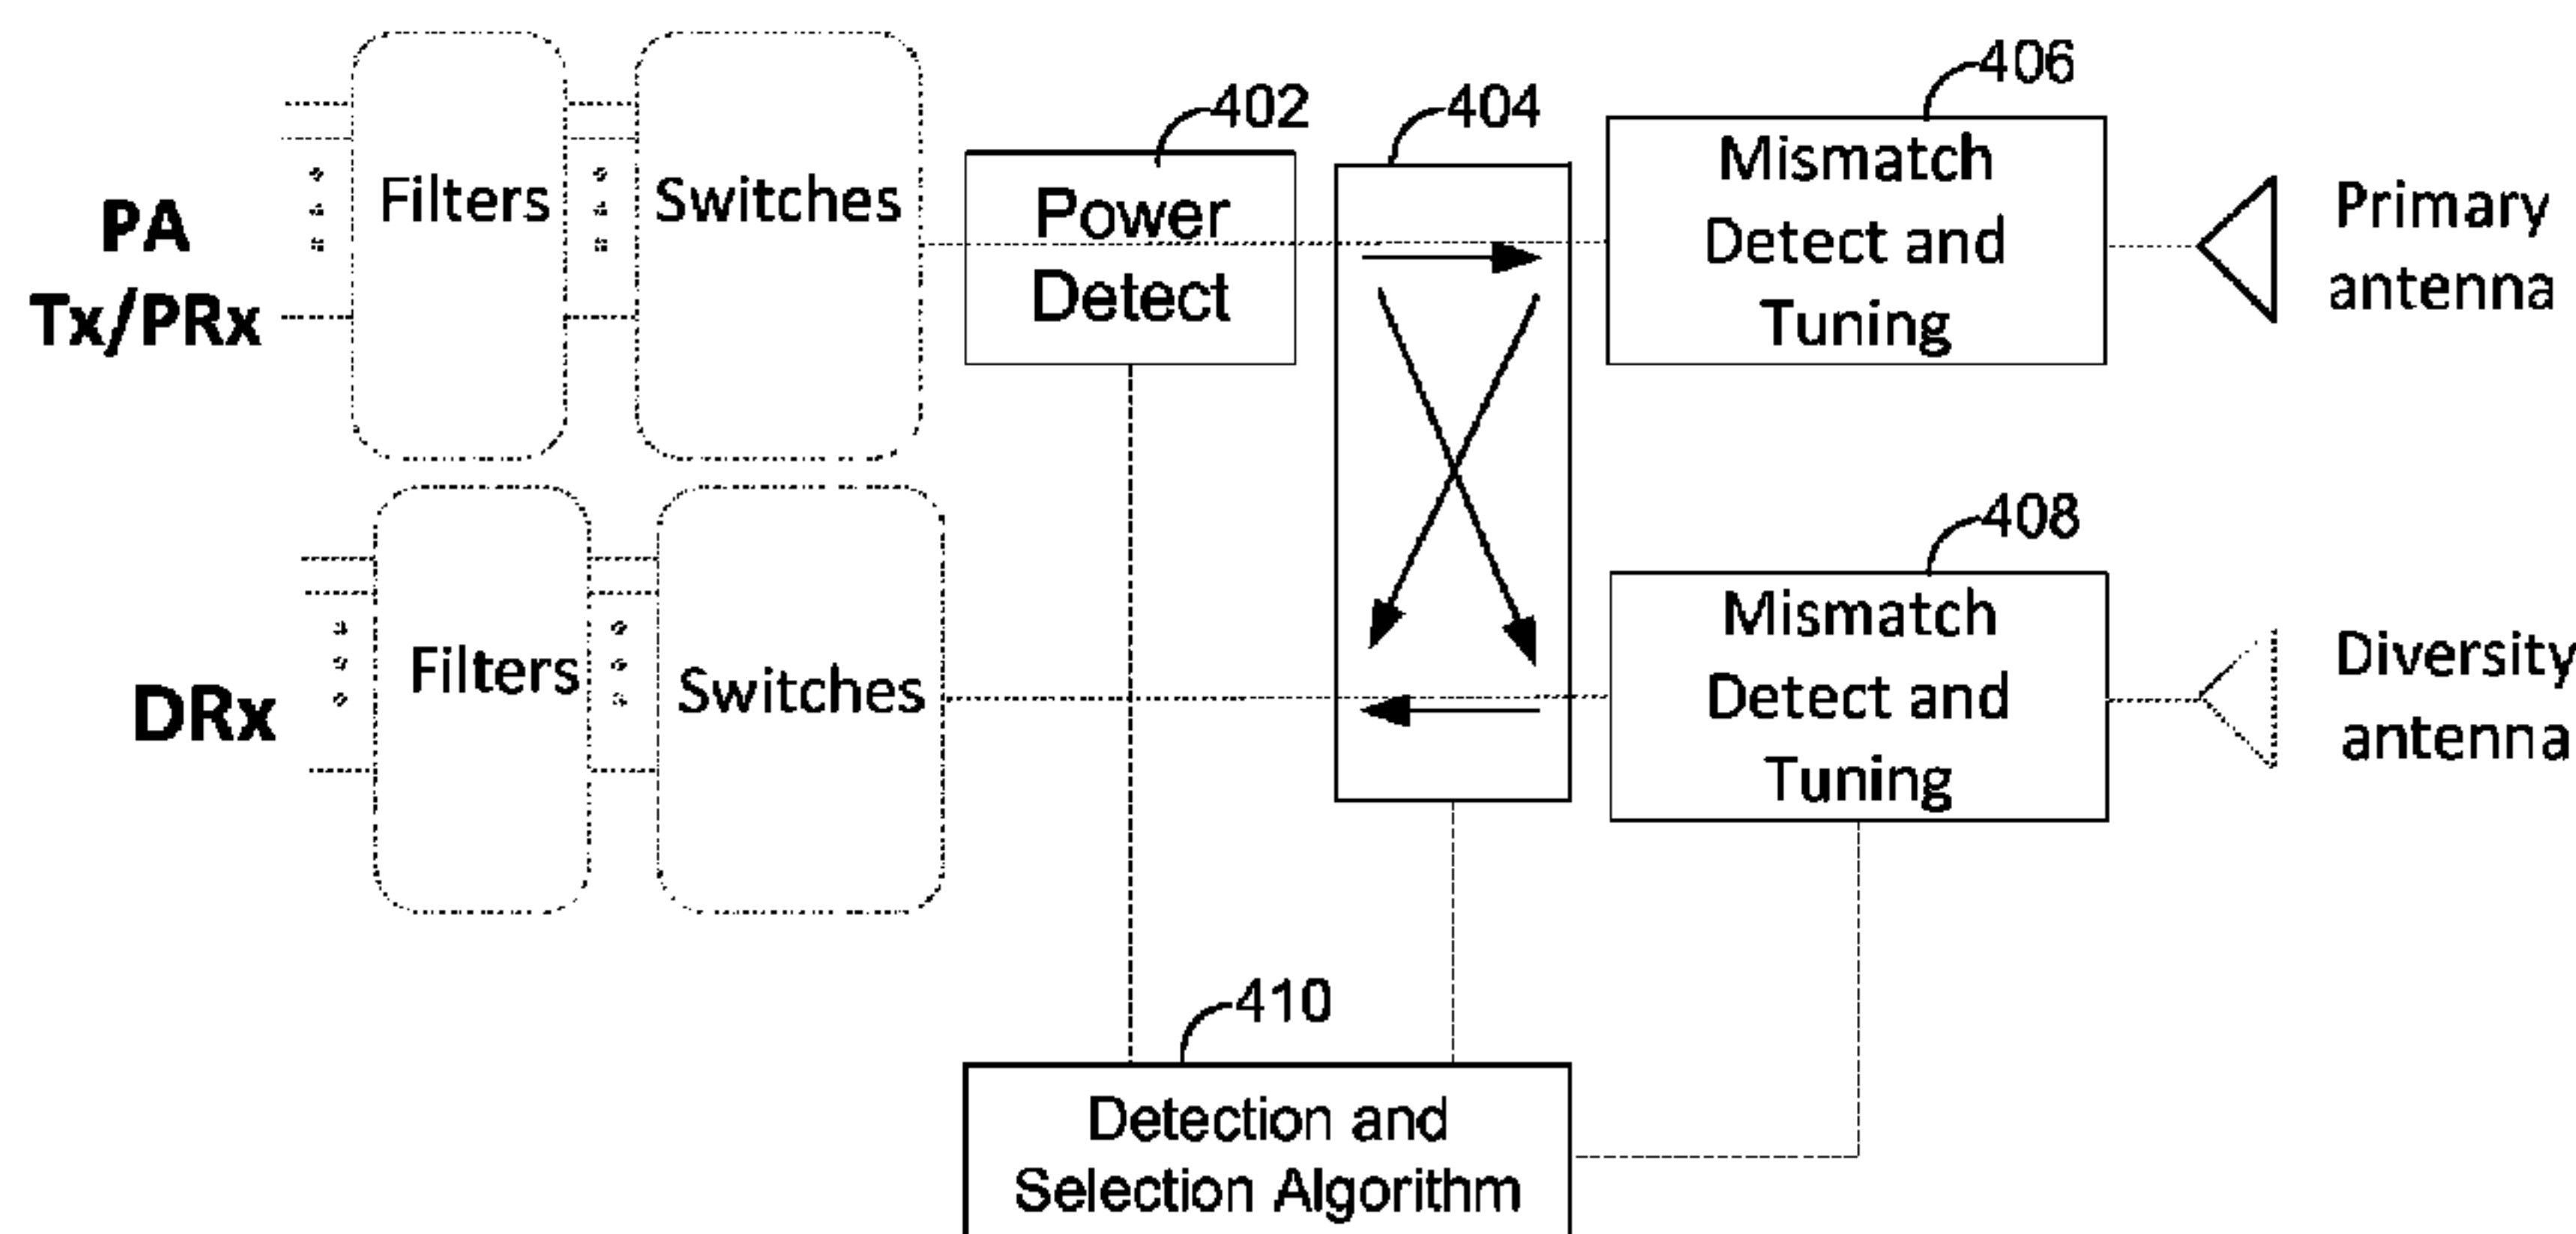 402
404
406
PA
Tx/PRx
Filters
Switches
Power
Detect
Mismatch
Detect and
Tuning
Primary
antenna
408
DRx
Filters
Switches
Mismatch
Detect and
Tuning
Diversity
antenna
410
Detection and
Selection Algorithm